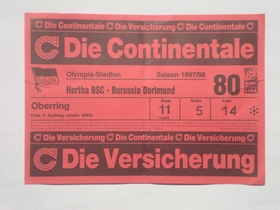 Die Continentale
Die Continentale Die Versicherung Die Continentale
Olympia-Stadion Saison 1997/98
Hertha BSC - Borussia Dortmund
80
Oberring
Block Reihe Platz
11 5 14
Die Continentale Die Versicherung Die Continentale
Die Versicherung